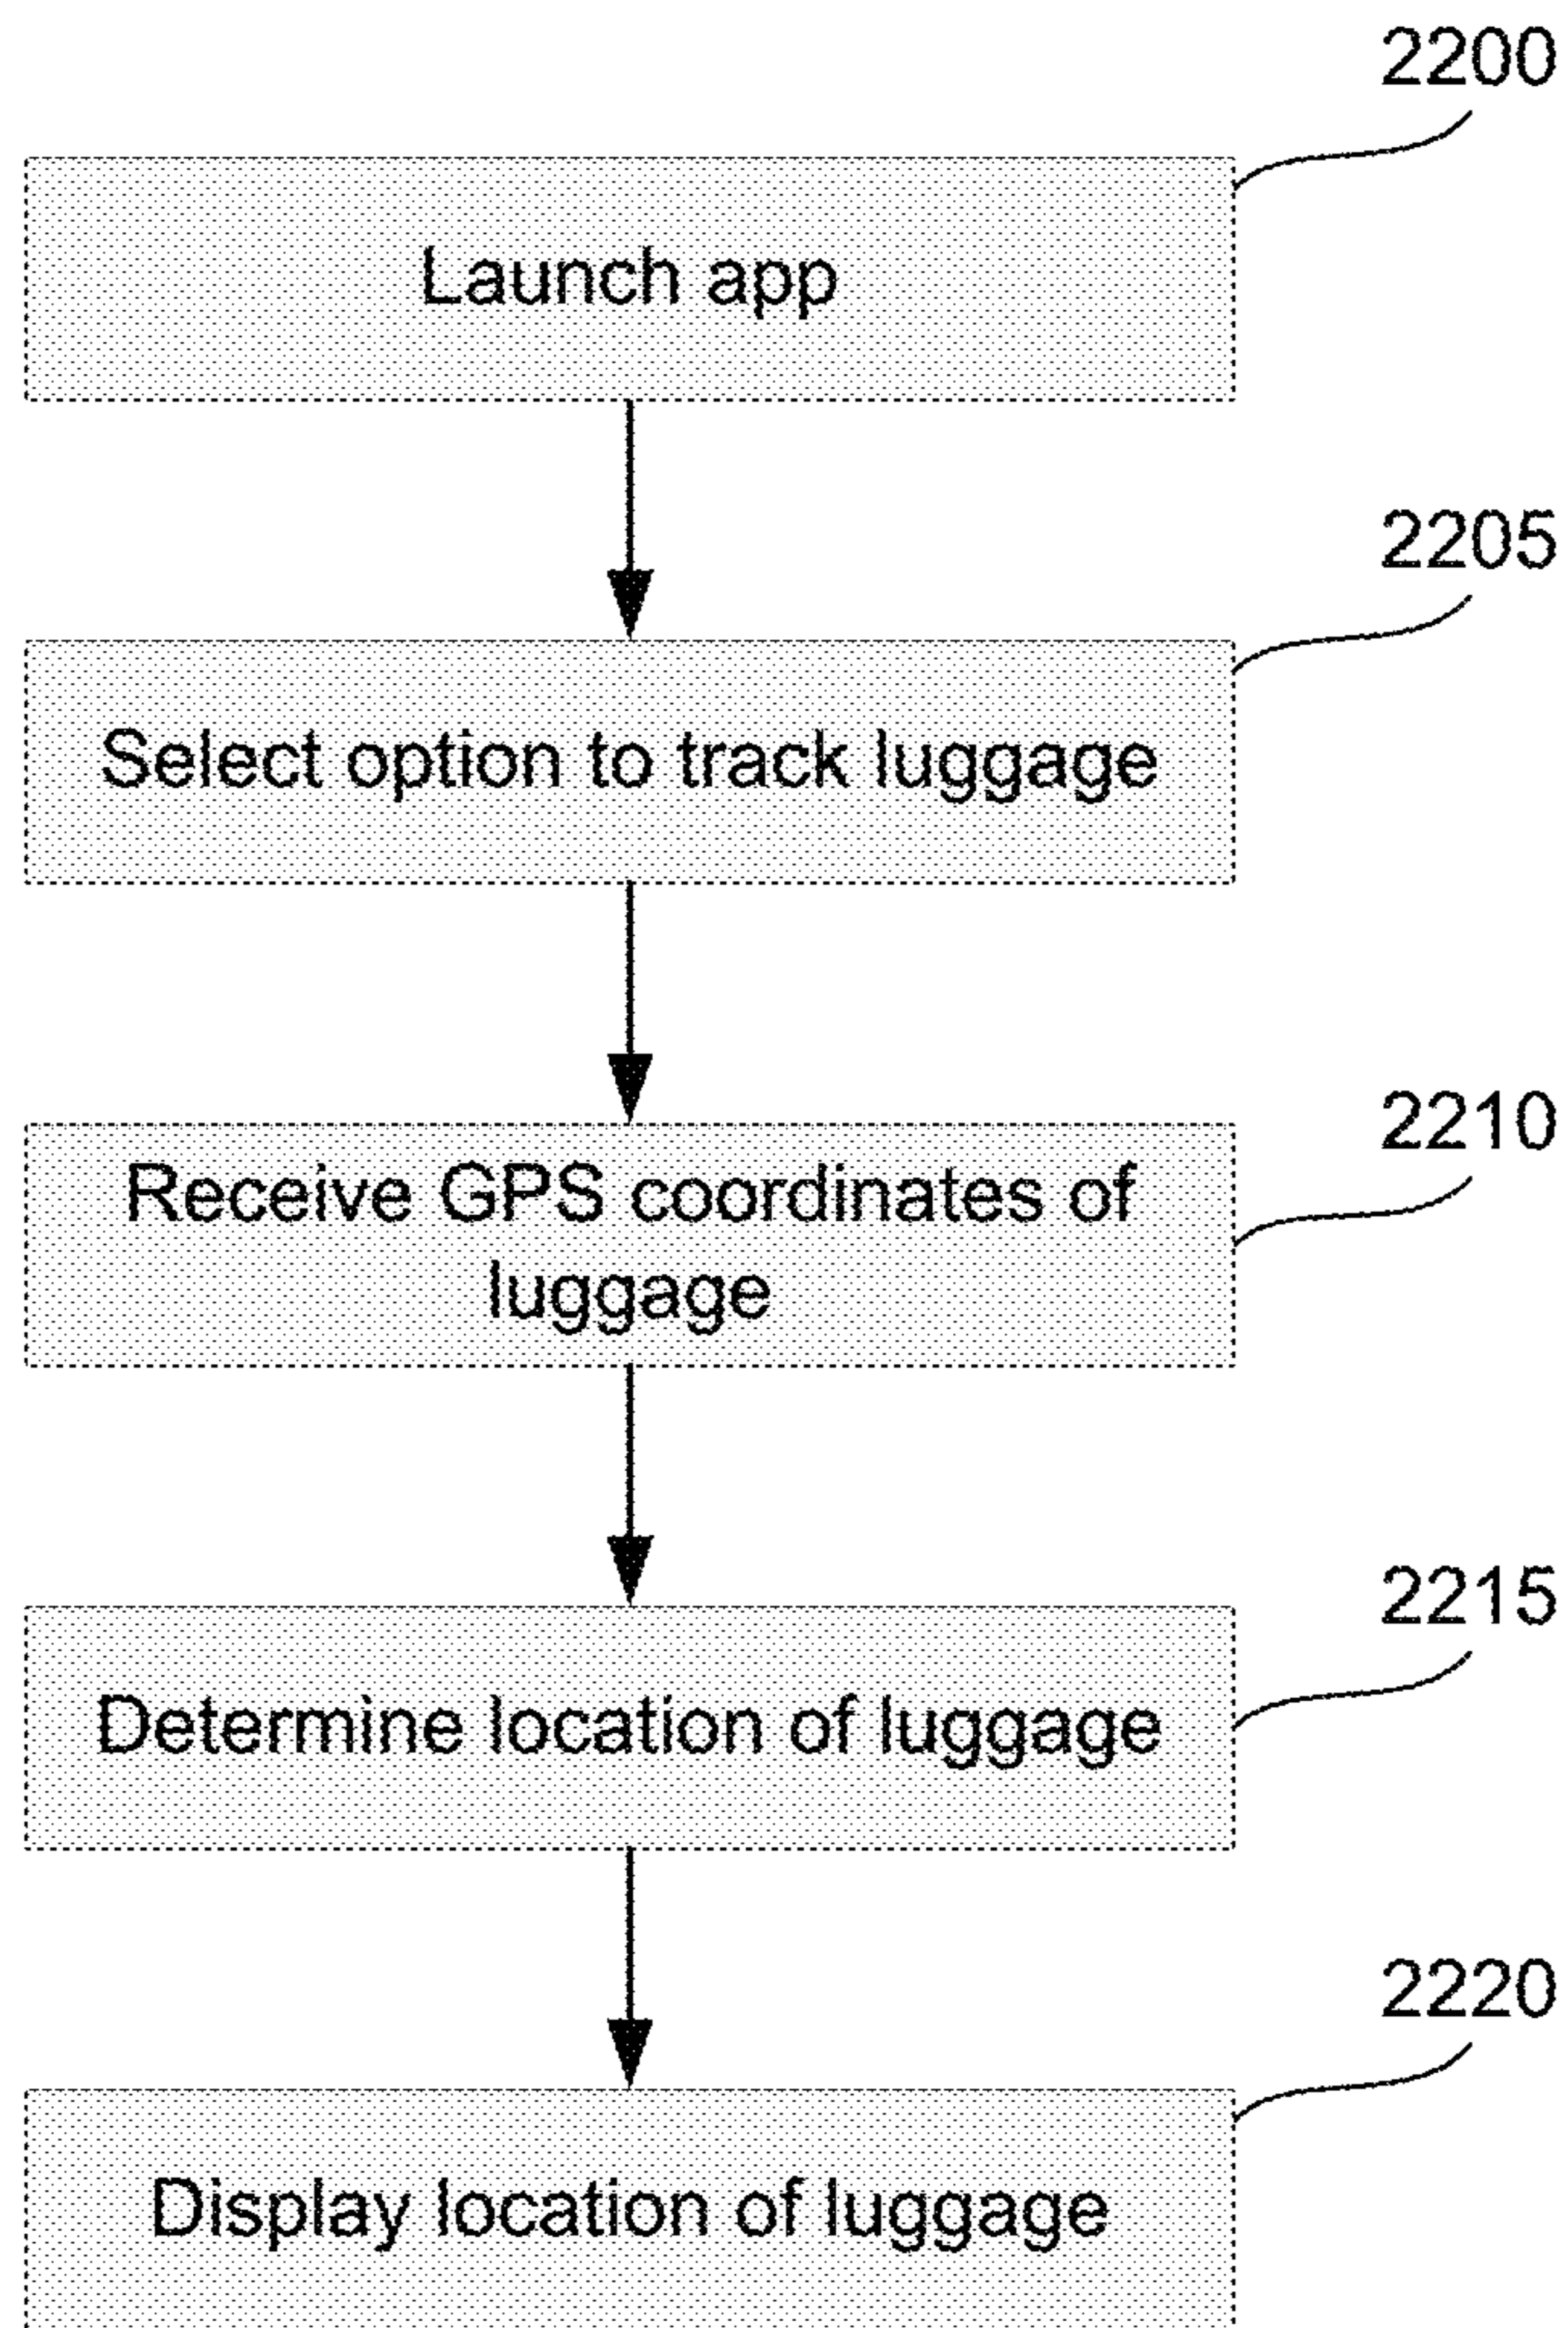 2200
Launch app
2205
Select option to track luggage
2210
Receive GPS coordinates of
luggage
2215
Determine location of luggage
2220
Display location of luggage